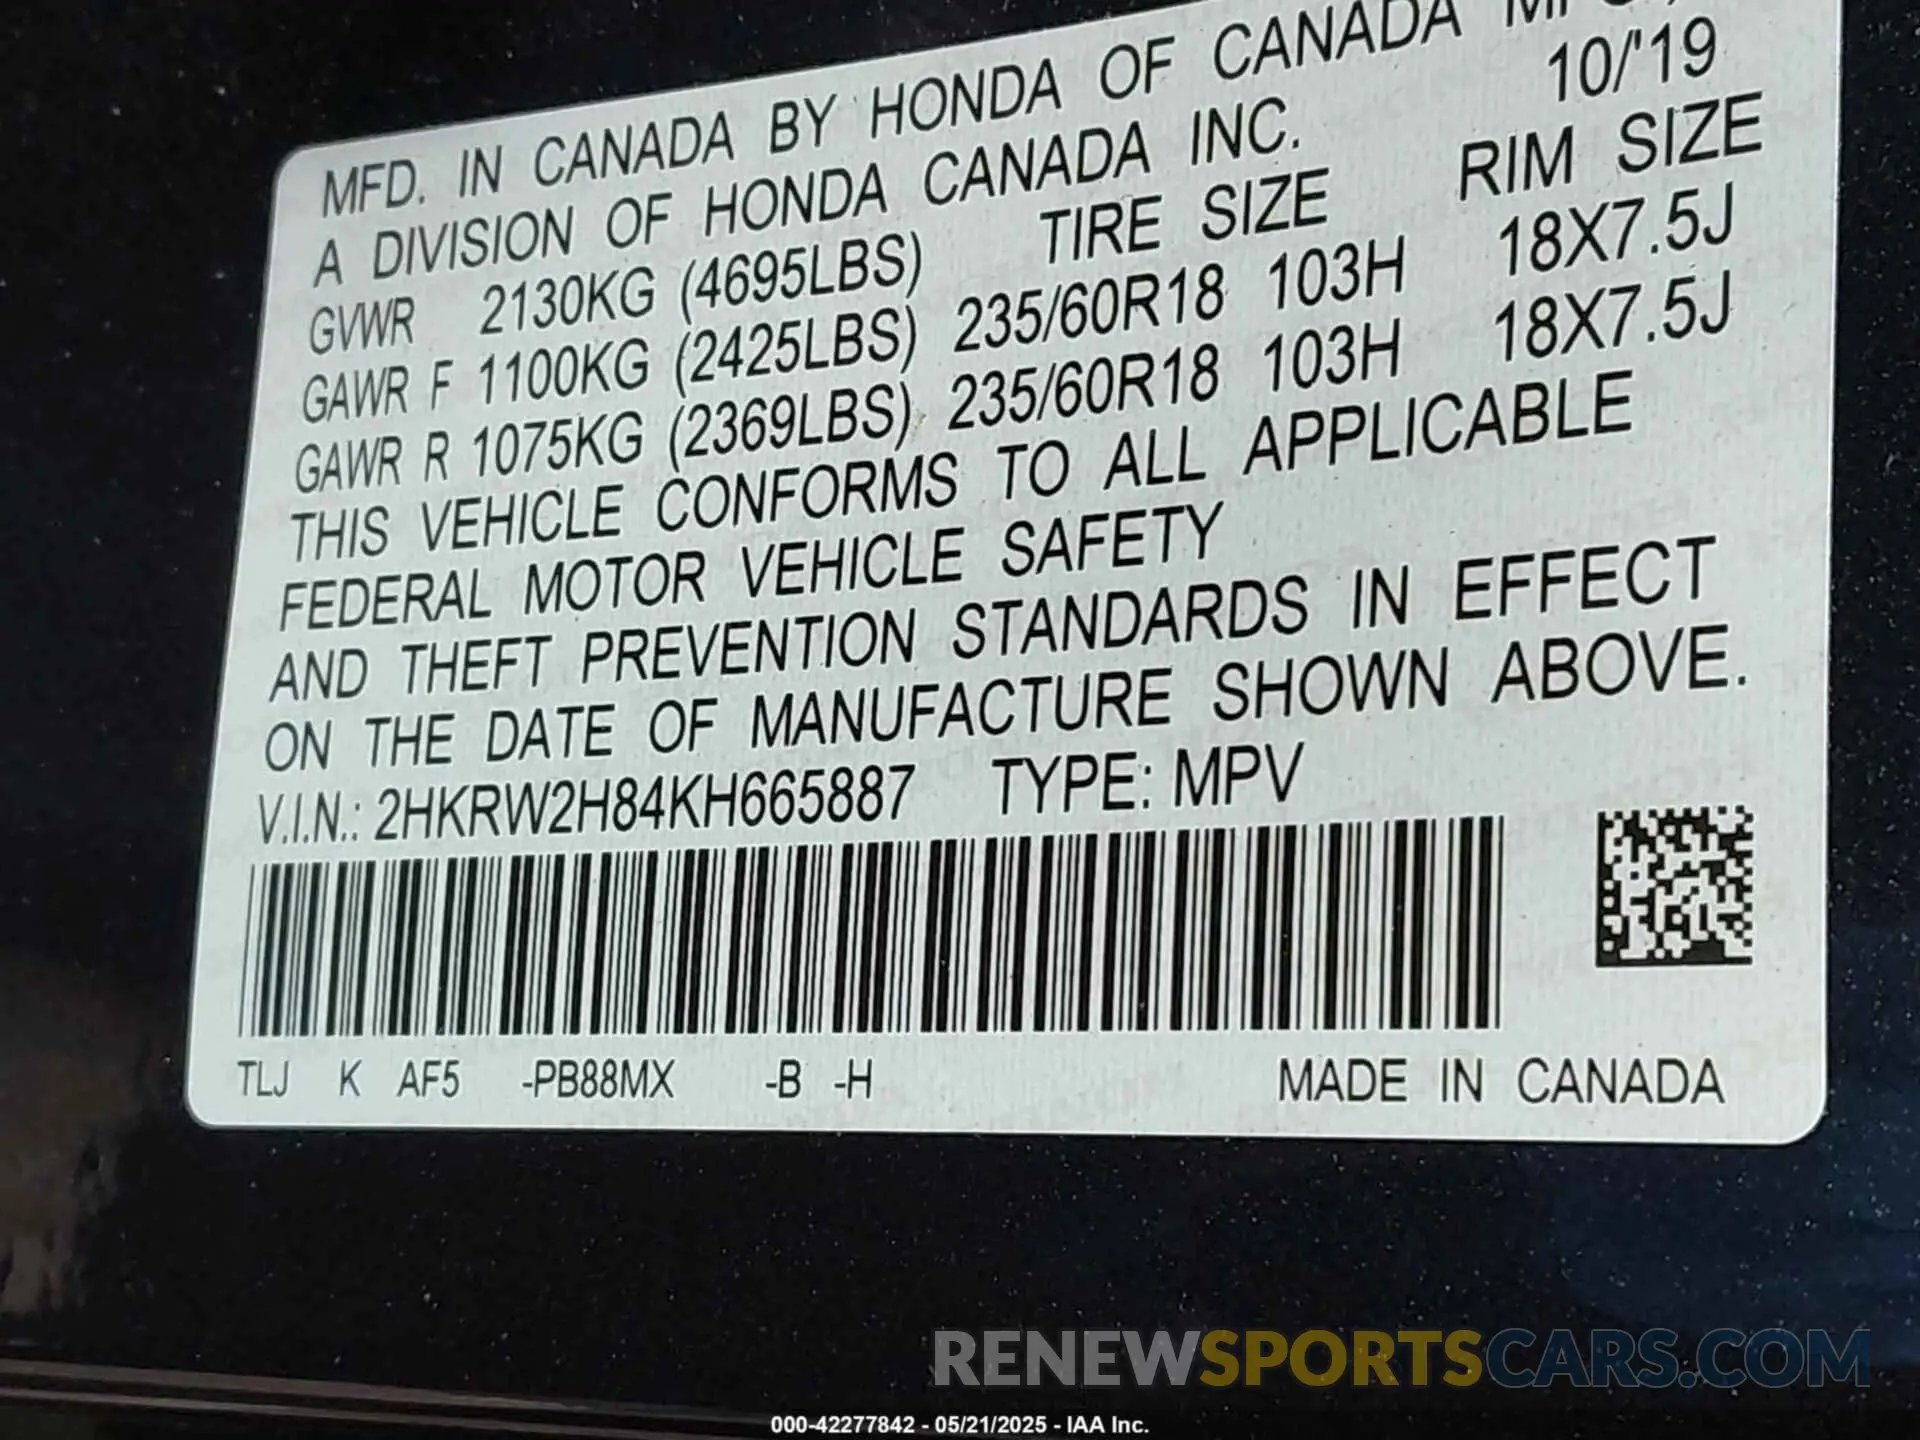 MFD. IN CANADA BY HONDA OF CANADA MFG.,
10/'19
A DIVISION OF HONDA CANADA INC.
TIRE SIZE RIM SIZE
GVWR 2130KG (4695LBS)
GAWR F 1100KG (2425LBS) 235/60R18 103H 18X7.5J
GAWR R 1075KG (2369LBS) 235/60R18 103H 18X7.5J
THIS VEHICLE CONFORMS TO ALL APPLICABLE
FEDERAL MOTOR VEHICLE SAFETY
AND THEFT PREVENTION STANDARDS IN EFFECT
ON THE DATE OF MANUFACTURE SHOWN ABOVE.
V.I.N.: 2HKRW2H84KH665887 TYPE: MPV
TLJ K AF5 -PB88MX -B -H MADE IN CANADA
RENEWSPORTSCARS.COM
000-42277842 - 05/21/2025 - IAA Inc.